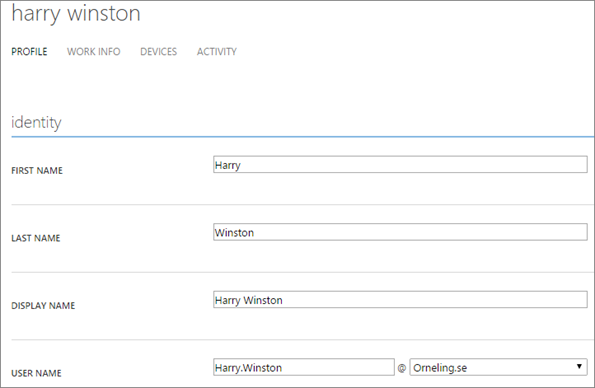 harry winston
PROFILE WORK INFO DEVICES ACTIVITY
identity
FIRST NAME Harry
LAST NAME Winston
DISPLAY NAME Harry Winston
USER NAME Harry.Winston @ Orneling.se